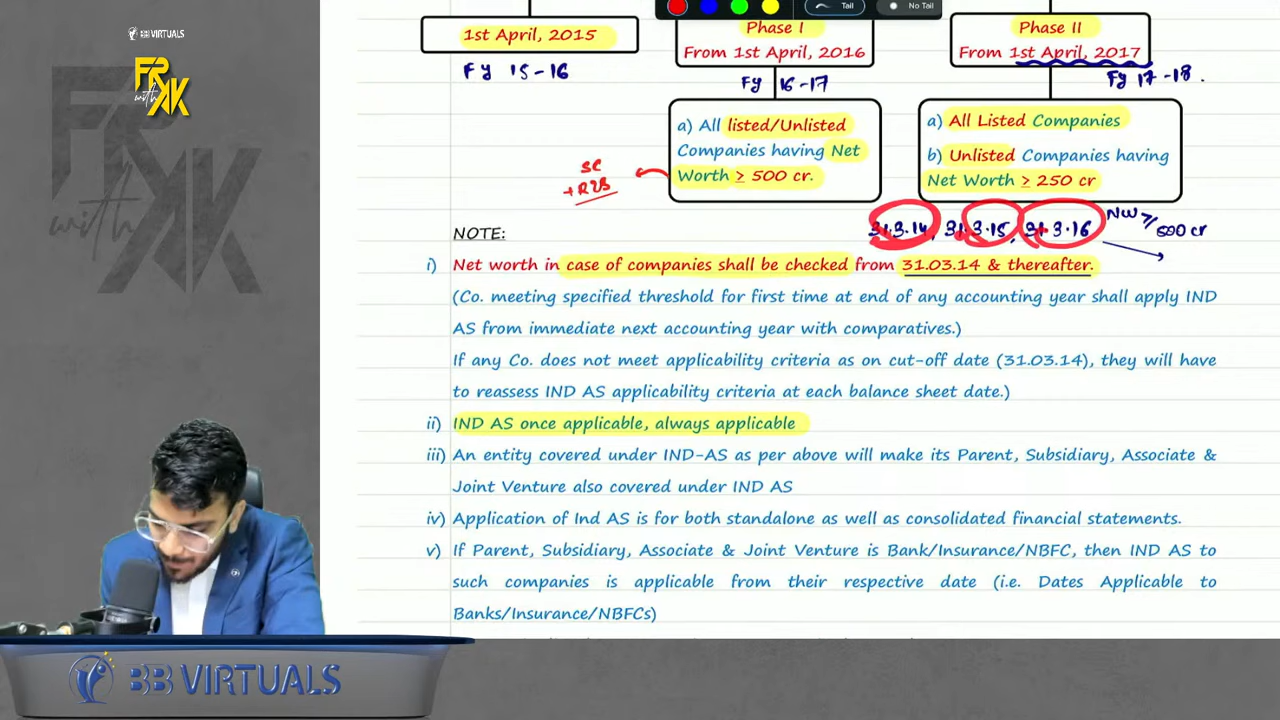 BB VIRTUALS
FR
with
AK
FR
with
AK
Tail
No Tail
1st April, 2015
Phase I
From 1st April, 2016
Phase II
From 1st April, 2017
FY 15-16
FY 16-17
FY 17-18.
a) All listed/Unlisted
Companies having Net
Worth ≥ 500 cr.
SC
+R&S
a) All Listed Companies
b) Unlisted Companies having
Net Worth ≥ 250 cr
31.3.14, 31.3.15, 31.3.16
NW ≥
500 cr
NOTE:
i) Net worth in case of companies shall be checked from 31.03.14 & thereafter.
(Co. meeting specified threshold for first time at end of any accounting year shall apply IND
AS from immediate next accounting year with comparatives.)
If any Co. does not meet applicability criteria as on cut-off date (31.03.14), they will have
to reassess IND AS applicability criteria at each balance sheet date.)
ii) IND AS once applicable, always applicable
iii) An entity covered under IND-AS as per above will make its Parent, Subsidiary, Associate &
Joint Venture also covered under IND AS
iv) Application of Ind AS is for both standalone as well as consolidated financial statements.
v) If Parent, Subsidiary, Associate & Joint Venture is Bank/Insurance/NBFC, then IND AS to
such companies is applicable from their respective date (i.e. Dates Applicable to
Banks/Insurance/NBFCs)
BB VIRTUALS